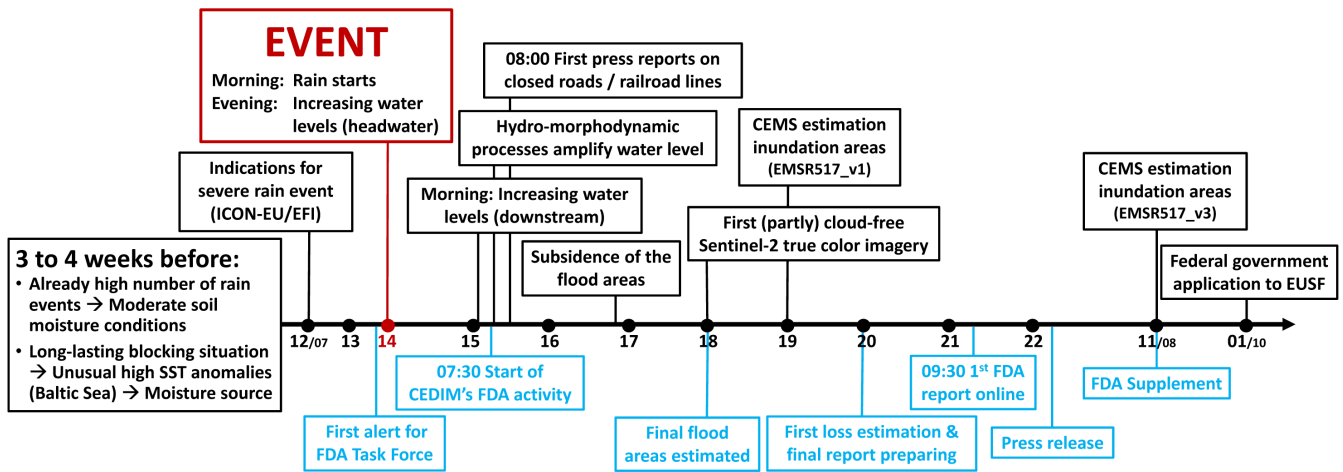 EVENT
Morning: Rain starts
Evening: Increasing water
levels (headwater)
08:00 First press reports on
closed roads / railroad lines
Hydro-morphodynamic
processes amplify water level
CEMS estimation
inundation areas
(EMSR517_v1)
Indications for
severe rain event
(ICON-EU/EFI)
Morning: Increasing water
levels (downstream)
CEMS estimation
inundation areas
(EMSR517_v3)
First (partly) cloud-free
Sentinel-2 true color imagery
Subsidence of the
flood areas
Federal government
application to EUSF
3 to 4 weeks before:
• Already high number of rain
events → Moderate soil
moisture conditions
• Long-lasting blocking situation
→ Unusual high SST anomalies
(Baltic Sea) → Moisture source
12/07 13 14 15 16 17 18 19 20 21 22 11/08 01/10
07:30 Start of
CEDIM's FDA activity
09:30 1st FDA
report online
FDA Supplement
First alert for
FDA Task Force
Final flood
areas estimated
First loss estimation &
final report preparing
Press release